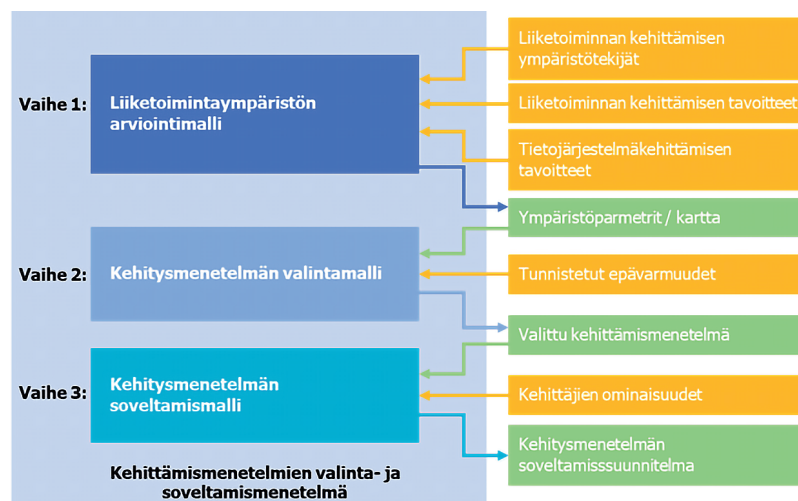 Liiketoiminnan kehittämisen
ympäristötekijät
Vaihe 1:
Liiketoimintaympäristön
arviointimalli
Liiketoiminnan kehittämisen tavoitteet
Tietojärjestelmäkehittämisen
tavoitteet
Ympäristöparmetrit / kartta
Vaihe 2:
Kehitysmenetelmän valintamalli
Tunnistetut epävarmuudet
Valittu kehittämismenetelmä
Vaihe 3:
Kehitysmenetelmän
soveltamismalli
Kehittäjien ominaisuudet
Kehitysmenetelmän
soveltamisssuunnitelma
Kehittämismenetelmien valinta- ja
soveltamismenetelmä